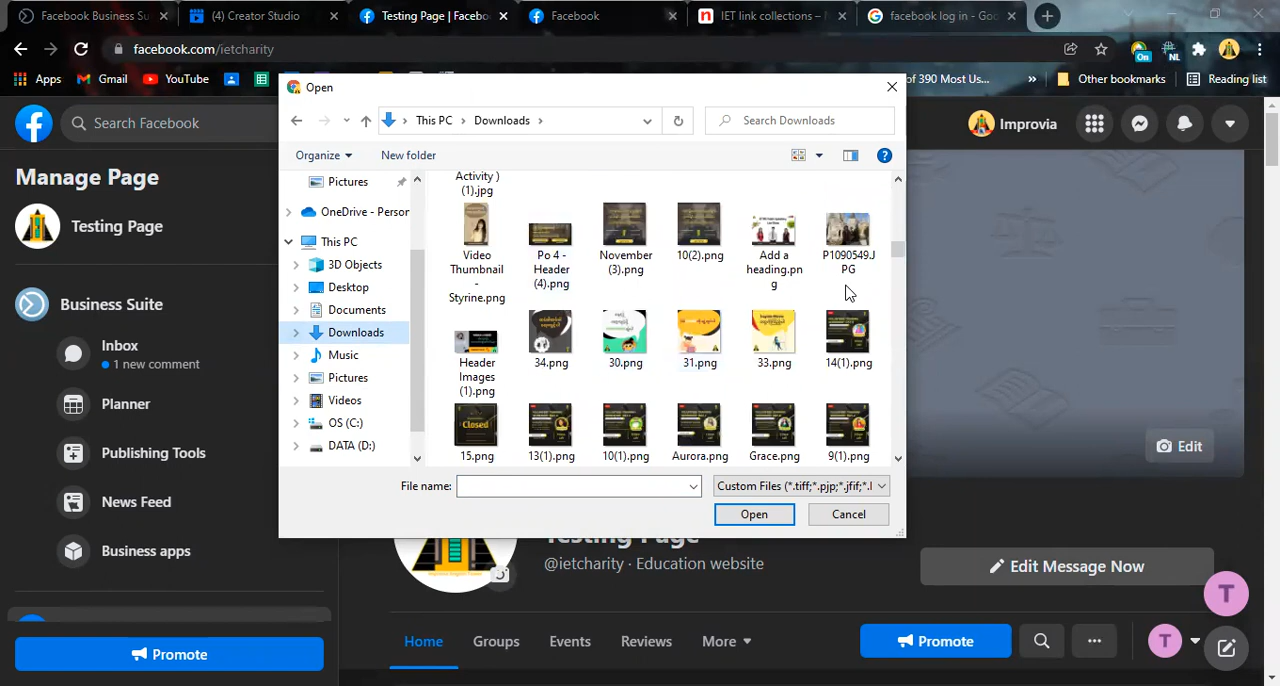 Facebook Business Su
(4) Creator Studio
Testing Page | Faceboo
Facebook
IET link collections –
facebook log in - Goo
facebook.com/ietcharity
Apps
Gmail
YouTube
of 390 Most Us...
»
Other bookmarks
Reading list
On
NL
Search Facebook
Improvia
Manage Page
Testing Page
Business Suite
Inbox
1 new comment
Planner
Publishing Tools
News Feed
Business apps
Promote
Open
This PC
Downloads
Search Downloads
Organize
New folder
Pictures
OneDrive - Person
This PC
3D Objects
Desktop
Documents
Downloads
Music
Pictures
Videos
OS (C:)
DATA (D:)
Activity )
(1).jpg
Video
Thumbnail -
Styrine.png
Po 4 -
Header
(4).png
November
(3).png
10(2).png
Add a
heading.pn
g
P1090549.J
PG
Header
Images
(1).png
34.png
30.png
31.png
33.png
14(1).png
Closed
15.png
13(1).png
10(1).png
Aurora.png
Grace.png
9(1).png
File name:
Custom Files (*.tiff;*.pjp;*.jfif;*.l
Open
Cancel
Edit
Testing Page
@ietcharity · Education website
Edit Message Now
T
Home
Groups
Events
Reviews
More
Promote
T